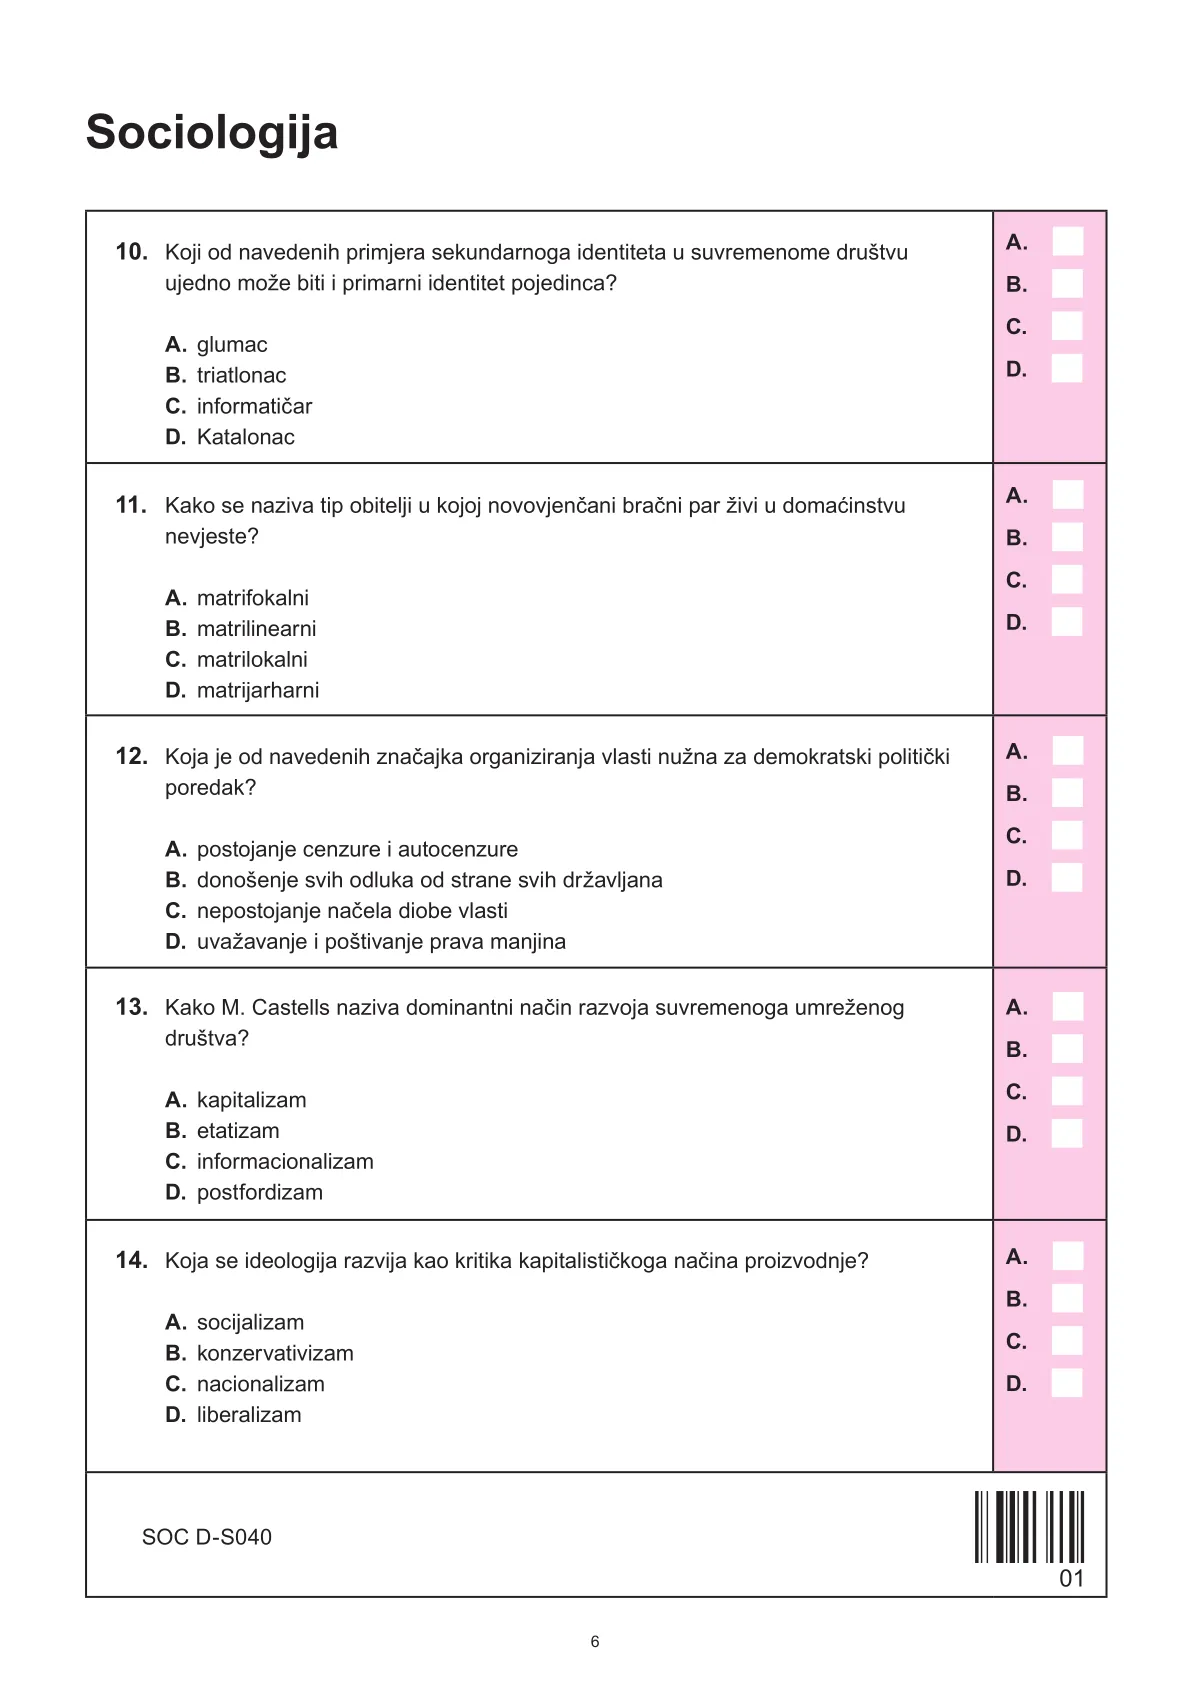 Sociologija
10. Koji od navedenih primjera sekundarnoga identiteta u suvremenome društvu
ujedno može biti i primarni identitet pojedinca?
A. glumac
B. triatlonac
C. informatičar
D. Katalonac
A.
B.
C.
D.
11. Kako se naziva tip obitelji u kojoj novovjenčani bračni par živi u domaćinstvu
nevjeste?
A. matrifokalni
B. matrilinearni
C. matrilokalni
D. matrijarharni
A.
B.
C.
D.
12. Koja je od navedenih značajka organiziranja vlasti nužna za demokratski politički
poredak?
A. postojanje cenzure i autocenzure
B. donošenje svih odluka od strane svih državljana
C. nepostojanje načela diobe vlasti
D. uvažavanje i poštivanje prava manjina
A.
B.
C.
D.
13. Kako M. Castells naziva dominantni način razvoja suvremenoga umreženog
društva?
A. kapitalizam
B. etatizam
C. informacionalizam
D. postfordizam
A.
B.
C.
D.
14. Koja se ideologija razvija kao kritika kapitalističkoga načina proizvodnje?
A. socijalizam
B. konzervativizam
C. nacionalizam
D. liberalizam
A.
B.
C.
D.
SOC D-S040
01
6